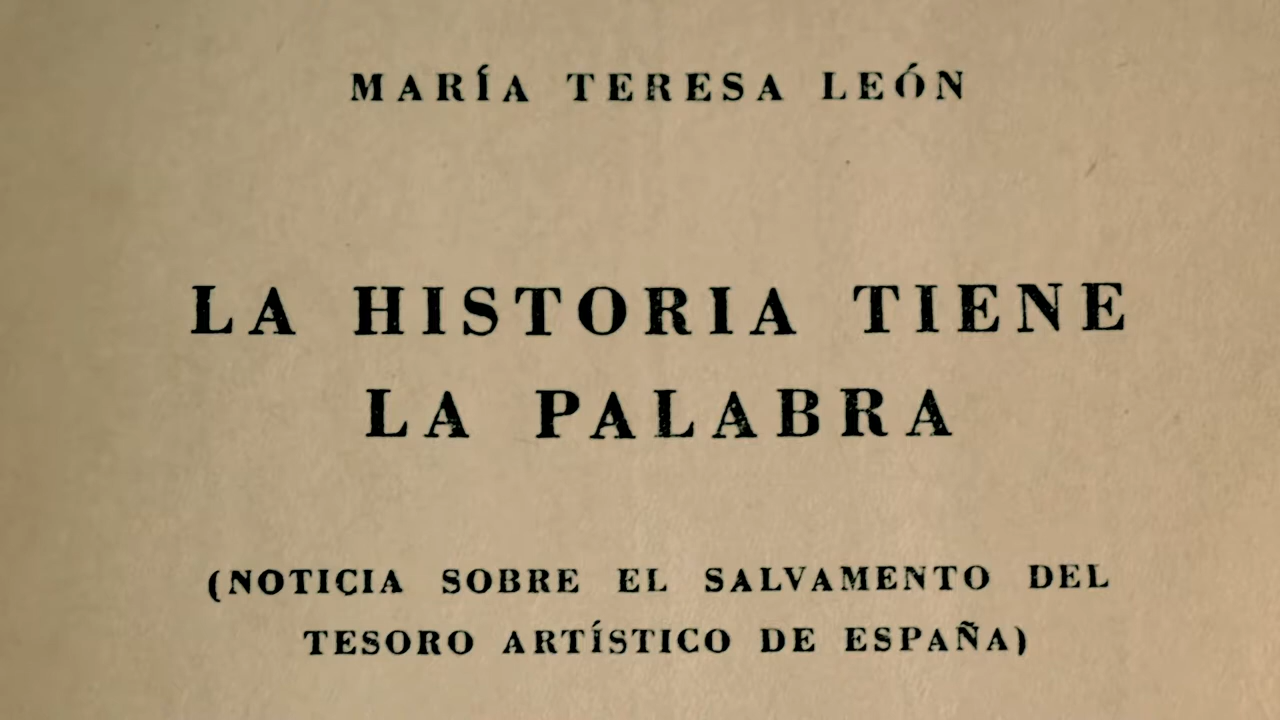 MARÍA TERESA LEÓN
LA HISTORIA TIENE
LA PALABRA
(NOTICIA SOBRE EL SALVAMENTO DEL
TESORO ARTÍSTICO DE ESPAÑA)